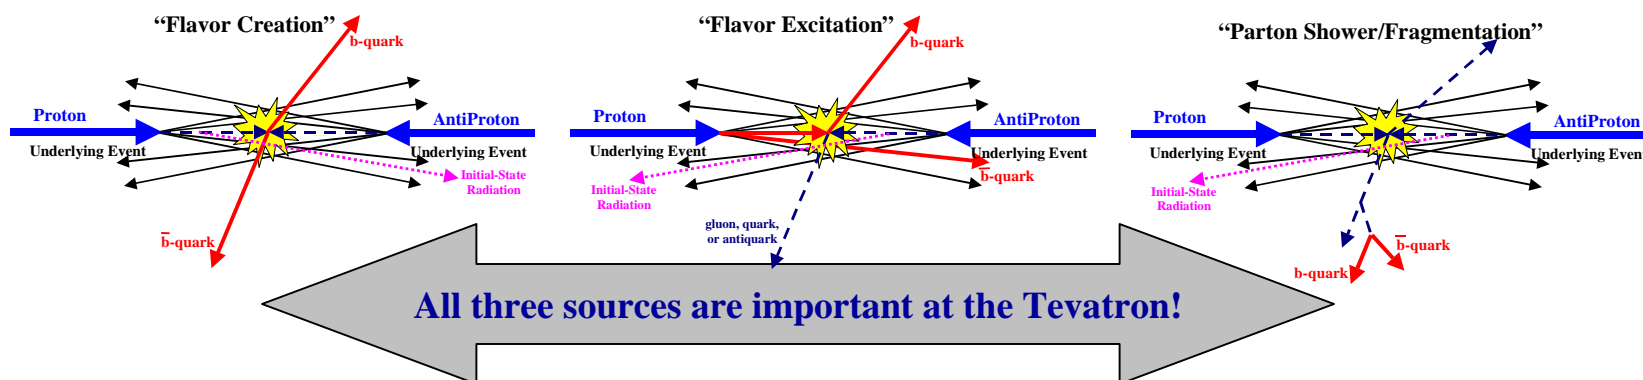 “Flavor Creation”
b-quark
Proton
AntiProton
Underlying Event
Underlying Event
Initial-State
Radiation
b̄-quark
“Flavor Excitation”
b-quark
Proton
AntiProton
Underlying Event
Underlying Event
b̄-quark
Initial-State
Radiation
gluon, quark,
or antiquark
“Parton Shower/Fragmentation”
Proton
AntiProton
Underlying Event
Underlying Event
Initial-State
Radiation
b̄-quark
b-quark
All three sources are important at the Tevatron!